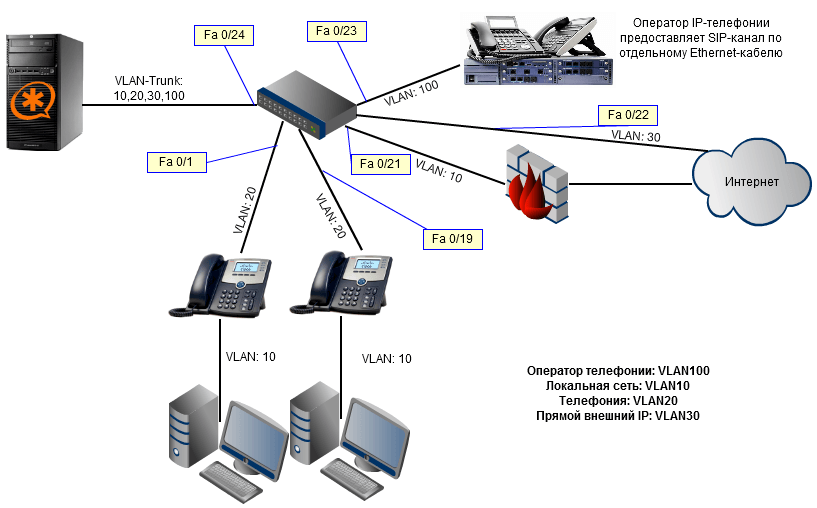 Оператор IP-телефонии
предоставляет SIP-канал по
отдельному Ethernet-кабелю
Fa 0/24
Fa 0/23
VLAN-Trunk:
10,20,30,100
VLAN: 100
Fa 0/22
VLAN: 30
Fa 0/1
Fa 0/21
VLAN: 10
Интернет
VLAN: 20
VLAN: 20
Fa 0/19
VLAN: 10
VLAN: 10
Оператор телефонии: VLAN100
Локальная сеть: VLAN10
Телефония: VLAN20
Прямой внешний IP: VLAN30